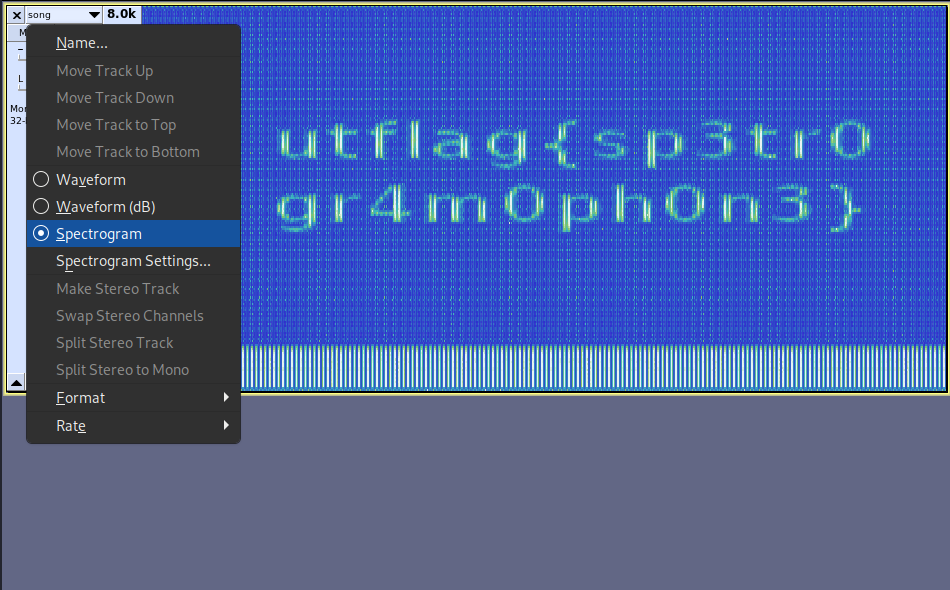 song
8.0k
M
L
Mon
32-
Name...
Move Track Up
Move Track Down
Move Track to Top
Move Track to Bottom
Waveform
Waveform (dB)
Spectrogram
Spectrogram Settings...
Make Stereo Track
Swap Stereo Channels
Split Stereo Track
Split Stereo to Mono
Format
Rate
utflag{sp3tr0
gr4m0ph0n3}